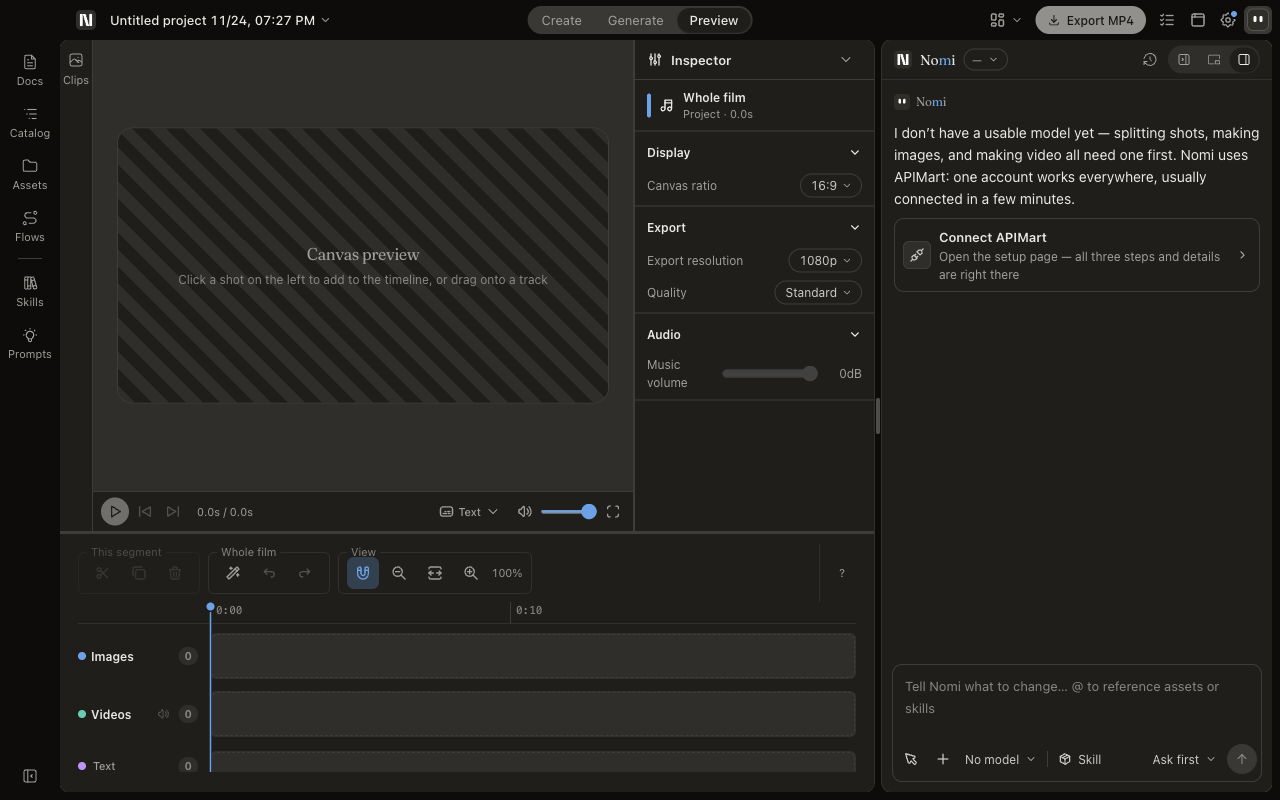 Untitled project 11/24, 07:27 PM
Create
Generate
Preview
Export MP4
Docs
Catalog
Assets
Flows
Skills
Prompts
Clips
Canvas preview
Click a shot on the left to add to the timeline, or drag onto a track
0.0s / 0.0s
Text
Inspector
Whole film
Project · 0.0s
Display
Canvas ratio
16:9
Export
Export resolution
1080p
Quality
Standard
Audio
Music
volume
0dB
This segment
Whole film
View
100%
?
0:00
0:10
Images
0
Videos
0
Text
0
Nomi
—
Nomi
I don’t have a usable model yet — splitting shots, making
images, and making video all need one first. Nomi uses
APIMart: one account works everywhere, usually
connected in a few minutes.
Connect APIMart
Open the setup page — all three steps and details
are right there
Tell Nomi what to change... @ to reference assets or
skills
No model
Skill
Ask first